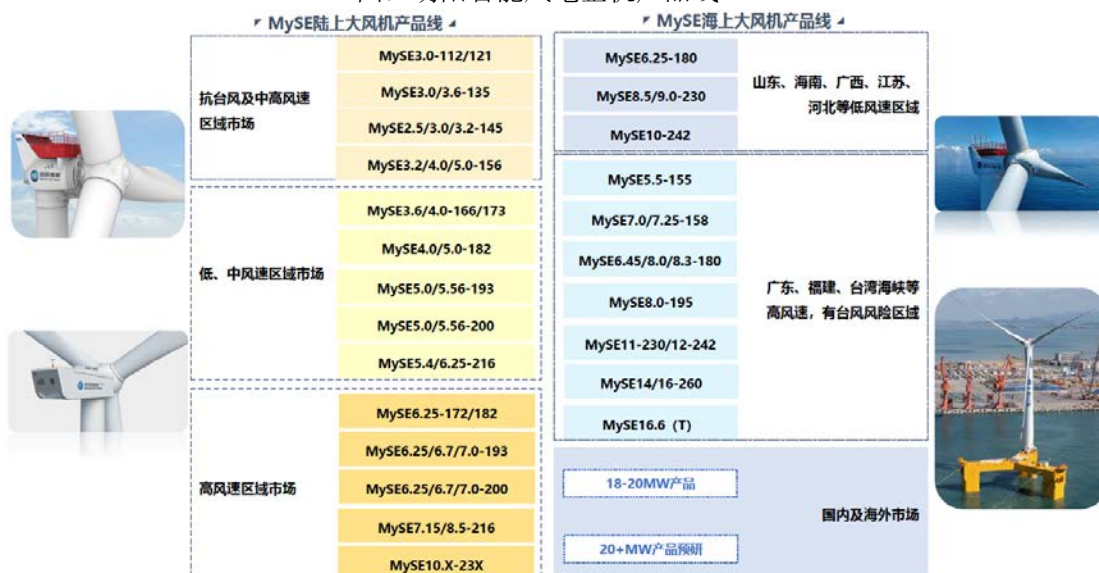 MySE陆上大风机产品线
抗台风及中高风速
区域市场
MySE3.0-112/121
MySE3.0/3.6-135
MySE2.5/3.0/3.2-145
MySE3.2/4.0/5.0-156
低、中风速区域市场
MySE3.6/4.0-166/173
MySE4.0/5.0-182
MySE5.0/5.56-193
MySE5.0/5.56-200
MySE5.4/6.25-216
高风速区域市场
MySE6.25-172/182
MySE6.25/6.7/7.0-193
MySE6.25/6.7/7.0-200
MySE7.15/8.5-216
MySE10.X-23X
MySE海上大风机产品线
MySE6.25-180
MySE8.5/9.0-230
MySE10-242
山东、海南、广西、江苏、
河北等低风速区域
MySE5.5-155
MySE7.0/7.25-158
MySE6.45/8.0/8.3-180
MySE8.0-195
MySE11-230/12-242
MySE14/16-260
MySE16.6 (T)
广东、福建、台湾海峡等
高风速，有台风风险区域
18-20MW产品
20+MW产品预研
国内及海外市场